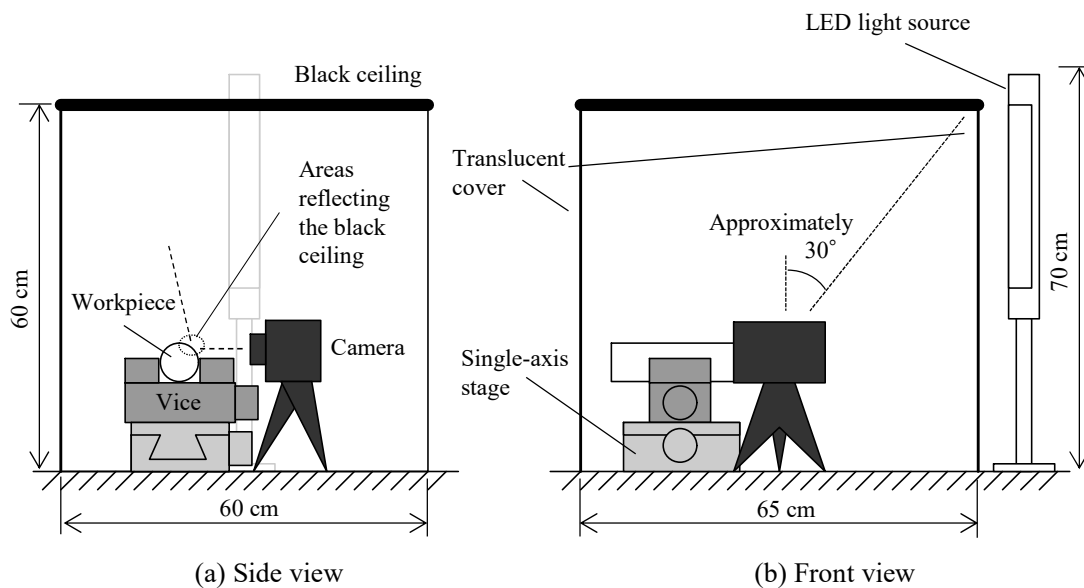 Black ceiling
Areas
reflecting
the black
ceiling
Workpiece
60 cm
Camera
Vice
60 cm
(a) Side view
LED light source
Translucent
cover
Approximately
30°
70 cm
Single-axis
stage
65 cm
(b) Front view